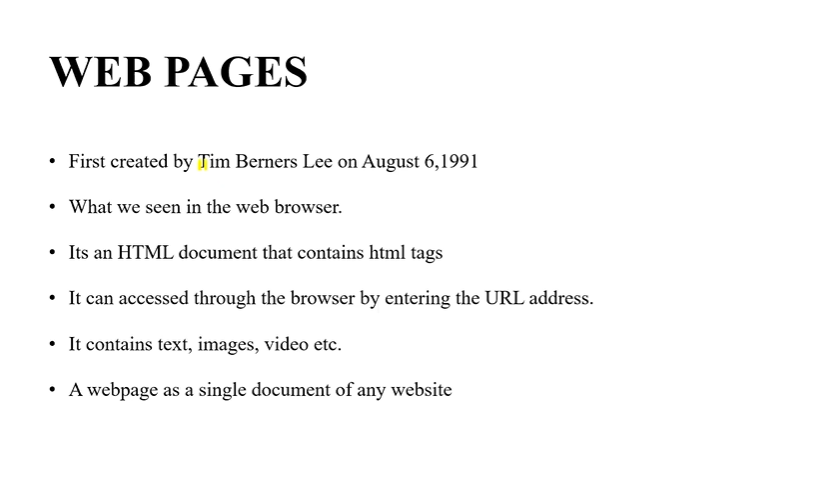 WEB PAGES
• First created by Tim Berners Lee on August 6,1991
• What we seen in the web browser.
• Its an HTML document that contains html tags
• It can accessed through the browser by entering the URL address.
• It contains text, images, video etc.
• A webpage as a single document of any website